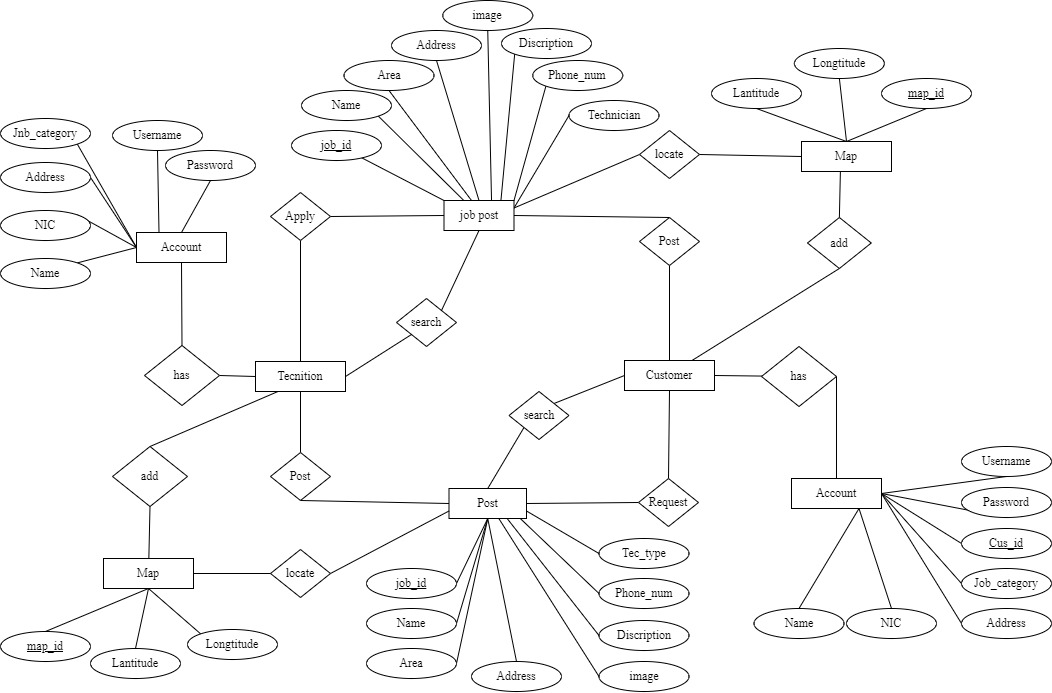 image
Address
Discription
Area
Phone_num
Name
Technician
job_id
Longtitude
Lantitude
map_id
Jnb_category
Username
Password
Address
NIC
Name
Account
locate
Map
Apply
job post
Post
add
search
has
Tecnition
Customer
has
search
add
Post
Post
Request
Account
Username
Password
Cus_id
Job_category
Address
Name
NIC
Map
locate
Tec_type
job_id
Phone_num
Name
Discription
Area
Address
image
map_id
Lantitude
Longtitude